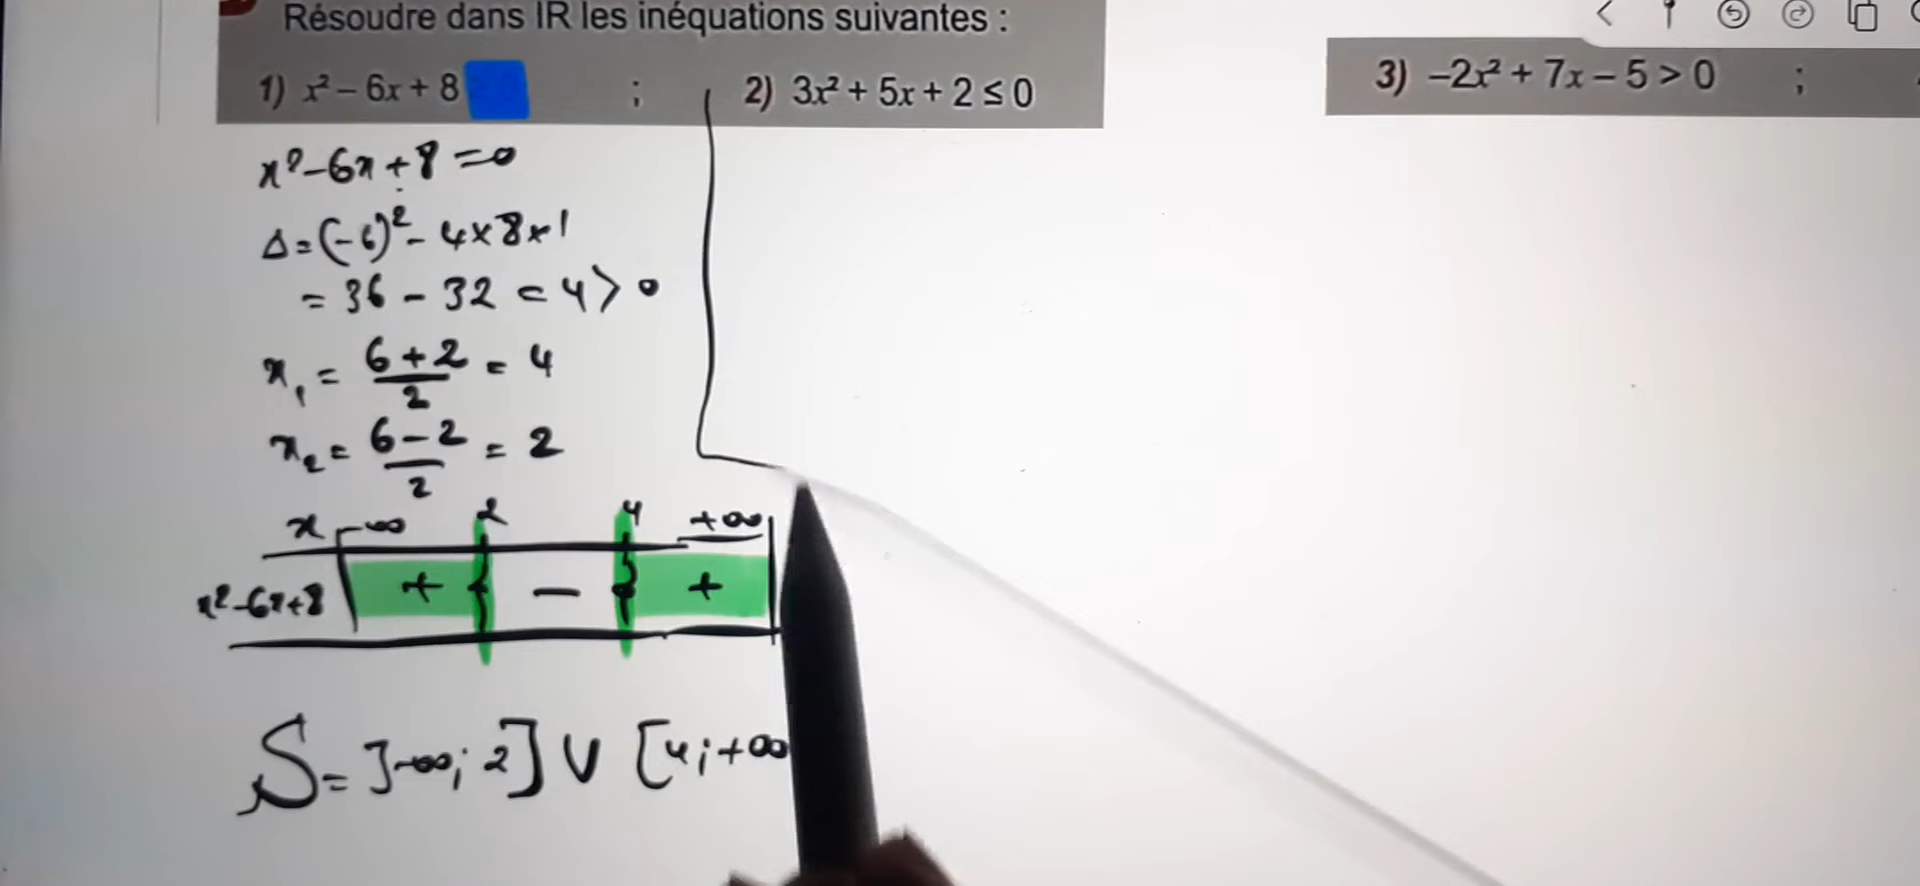 Résoudre dans IR les inéquations suivantes :
1) x² – 6x + 8 ; 2) 3x² + 5x + 2 ≤ 0
3) –2x² + 7x – 5 > 0 ;
x² - 6x + 8 = 0
Δ = (-6)² - 4 × 8 × 1
= 36 - 32 = 4 > 0
x₁ = (6 + 2)/2 = 4
x₂ = (6 - 2)/2 = 2
x -∞ 2 4 +∞
x² - 6x + 8 + - +
S = ]-∞; 2] ∪ [4; +∞